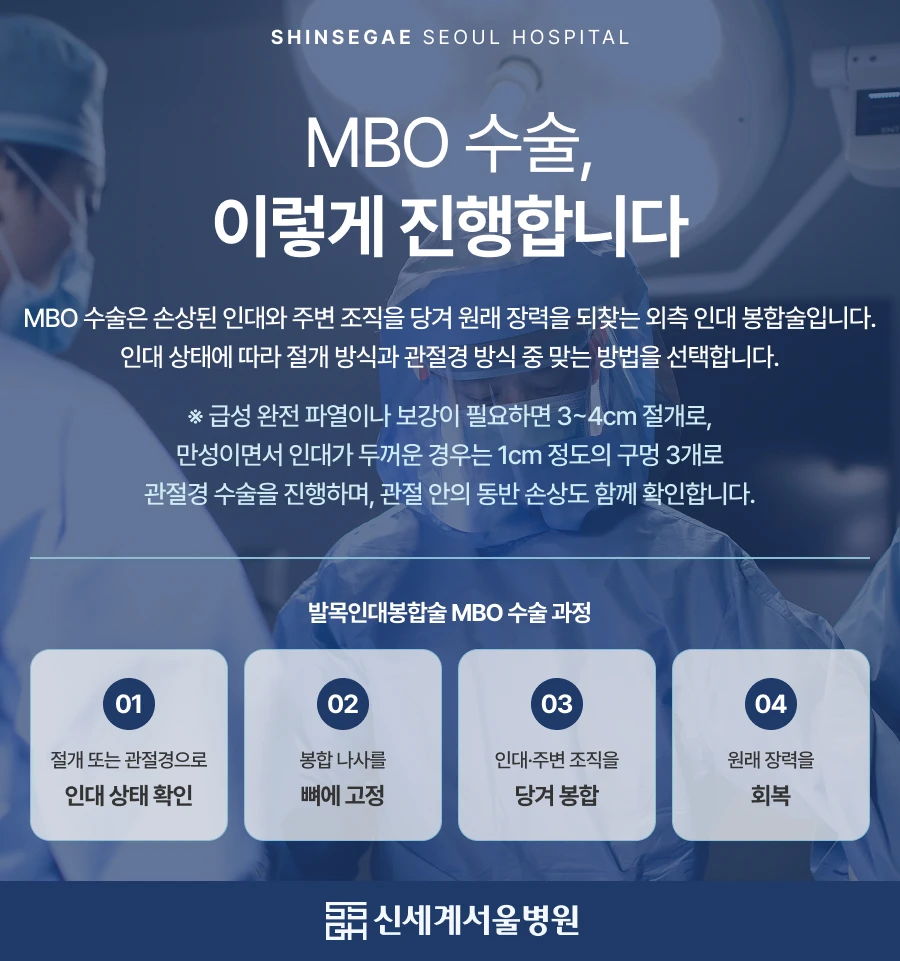 SHINSEGAE SEOUL HOSPITAL
MBO 수술,
이렇게 진행합니다
MBO 수술은 손상된 인대와 주변 조직을 당겨 원래 장력을 되찾는 외측 인대 봉합술입니다.
인대 상태에 따라 절개 방식과 관절경 방식 중 맞는 방법을 선택합니다.
※ 급성 완전 파열이나 보강이 필요하면 3~4cm 절개로,
만성이면서 인대가 두꺼운 경우는 1cm 정도의 구멍 3개로
관절경 수술을 진행하며, 관절 안의 동반 손상도 함께 확인합니다.
발목인대봉합술 MBO 수술 과정
01
절개 또는 관절경으로
인대 상태 확인
02
봉합 나사를
뼈에 고정
03
인대·주변 조직을
당겨 봉합
04
원래 장력을
회복
신세계서울병원